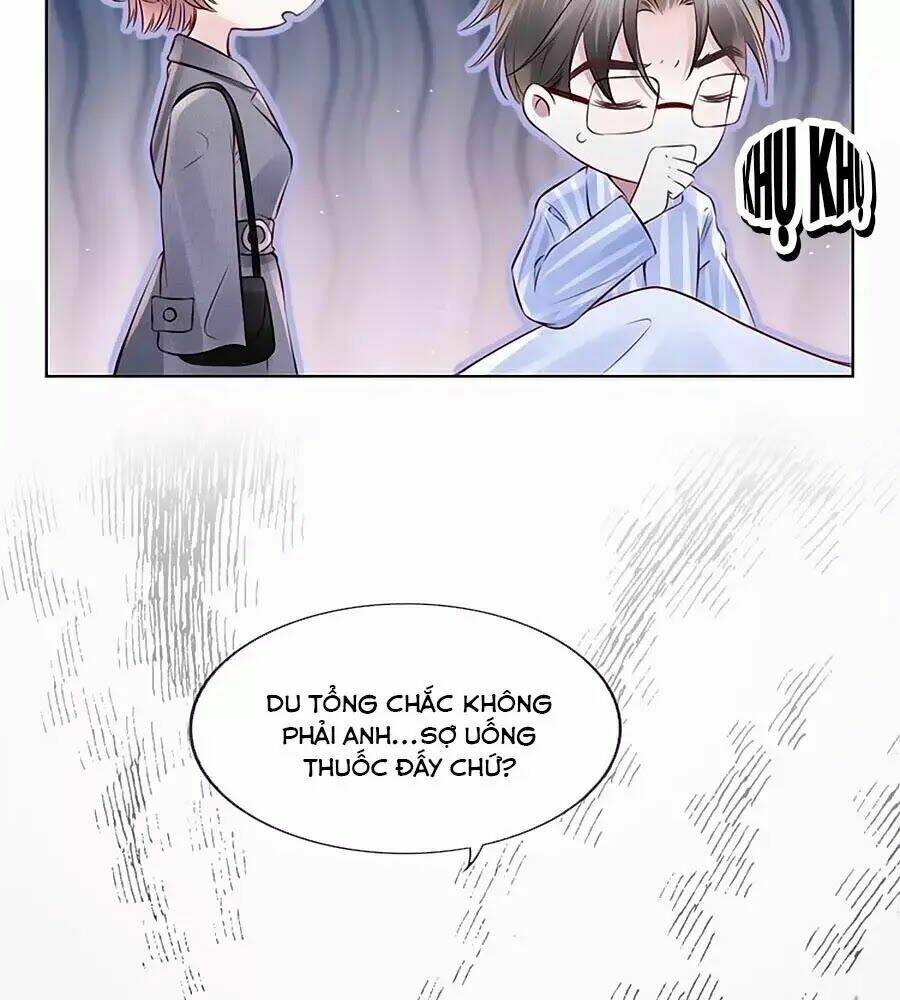 KHỤ KHỤ
DU TỔNG CHẮC KHÔNG
PHẢI ANH...SỢ UỐNG
THUỐC ĐẤY CHỨ?